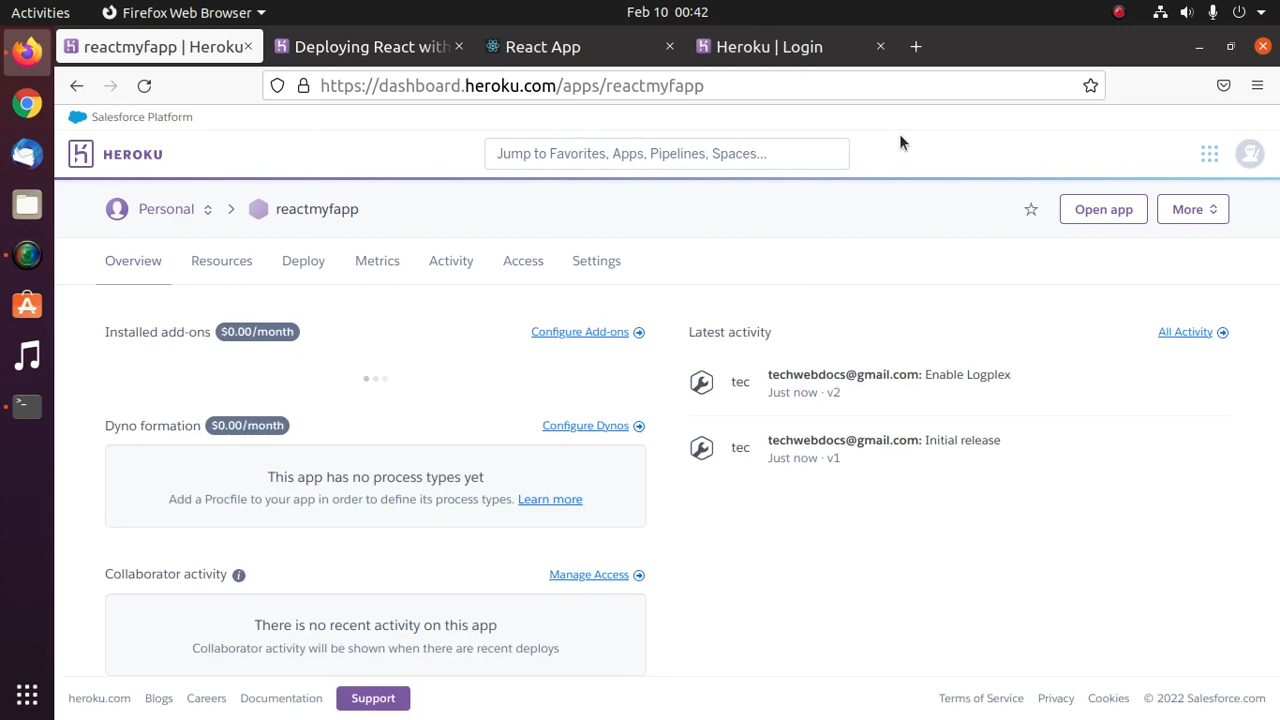 Activities
Firefox Web Browser
Feb 10 00:42
reactmyfapp | Heroku
Deploying React with
React App
Heroku | Login
https://dashboard.heroku.com/apps/reactmyfapp
Salesforce Platform
HEROKU
Jump to Favorites, Apps, Pipelines, Spaces...
Personal
reactmyfapp
Open app
More
Overview
Resources
Deploy
Metrics
Activity
Access
Settings
Installed add-ons $0.00/month
Configure Add-ons
Dyno formation $0.00/month
Configure Dynos
This app has no process types yet
Add a Procfile to your app in order to define its process types. Learn more
Collaborator activity
Manage Access
There is no recent activity on this app
Collaborator activity will be shown when there are recent deploys
Latest activity
All Activity
tec
techwebdocs@gmail.com: Enable Logplex
Just now · v2
tec
techwebdocs@gmail.com: Initial release
Just now · v1
heroku.com
Blogs
Careers
Documentation
Support
Terms of Service
Privacy
Cookies
© 2022 Salesforce.com